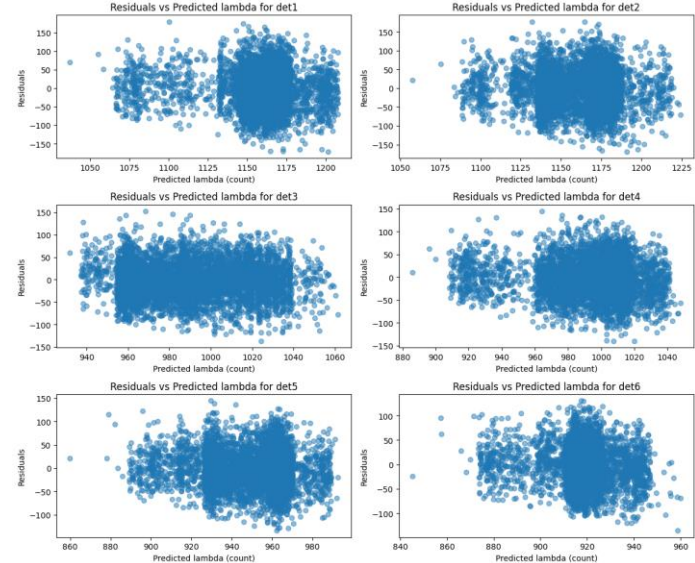 Residuals vs Predicted lambda for det1
Residuals
150
100
50
0
−50
−100
−150
1050 1075 1100 1125 1150 1175 1200
Predicted lambda (count)
Residuals vs Predicted lambda for det2
Residuals
150
100
50
0
−50
−100
−150
1050 1075 1100 1125 1150 1175 1200 1225
Predicted lambda (count)
Residuals vs Predicted lambda for det3
Residuals
150
100
50
0
−50
−100
−150
940 960 980 1000 1020 1040 1060
Predicted lambda (count)
Residuals vs Predicted lambda for det4
Residuals
150
100
50
0
−50
−100
−150
880 900 920 940 960 980 1000 1020 1040
Predicted lambda (count)
Residuals vs Predicted lambda for det5
Residuals
150
100
50
0
−50
−100
860 880 900 920 940 960 980
Predicted lambda (count)
Residuals vs Predicted lambda for det6
Residuals
100
50
0
−50
−100
840 860 880 900 920 940 960
Predicted lambda (count)